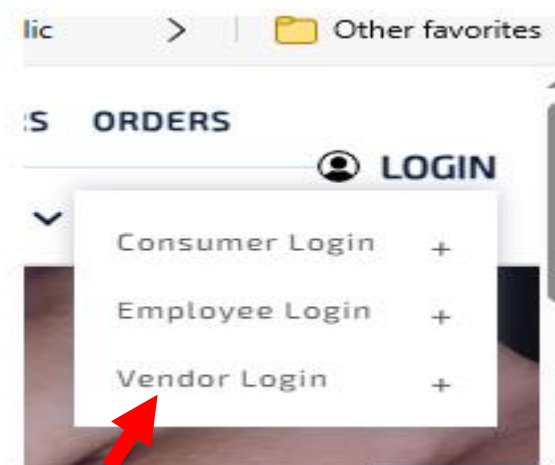 lic > Other favorites
S ORDERS
LOGIN
Consumer Login +
Employee Login +
Vendor Login +